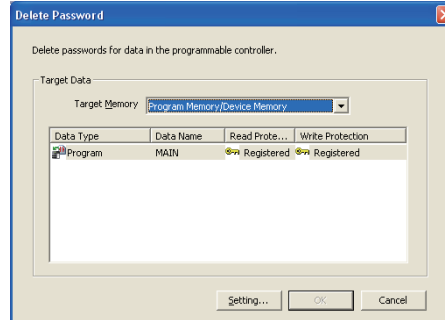 Delete Password
Delete passwords for data in the programmable controller.
Target Data
Target Memory Program Memory/Device Memory
Data Type Data Name Read Prote... Write Protection
Program MAIN Registered Registered
Setting... OK Cancel